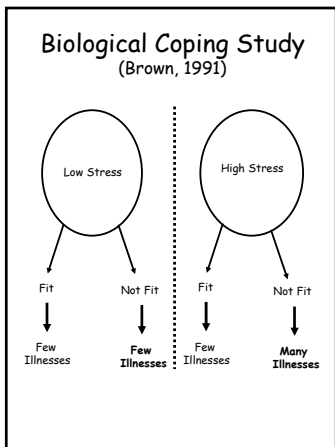 Biological Coping Study
(Brown, 1991)
Low Stress
High Stress
Fit
Not Fit
Fit
Not Fit
Few
Illnesses
Few
Illnesses
Few
Illnesses
Many
Illnesses